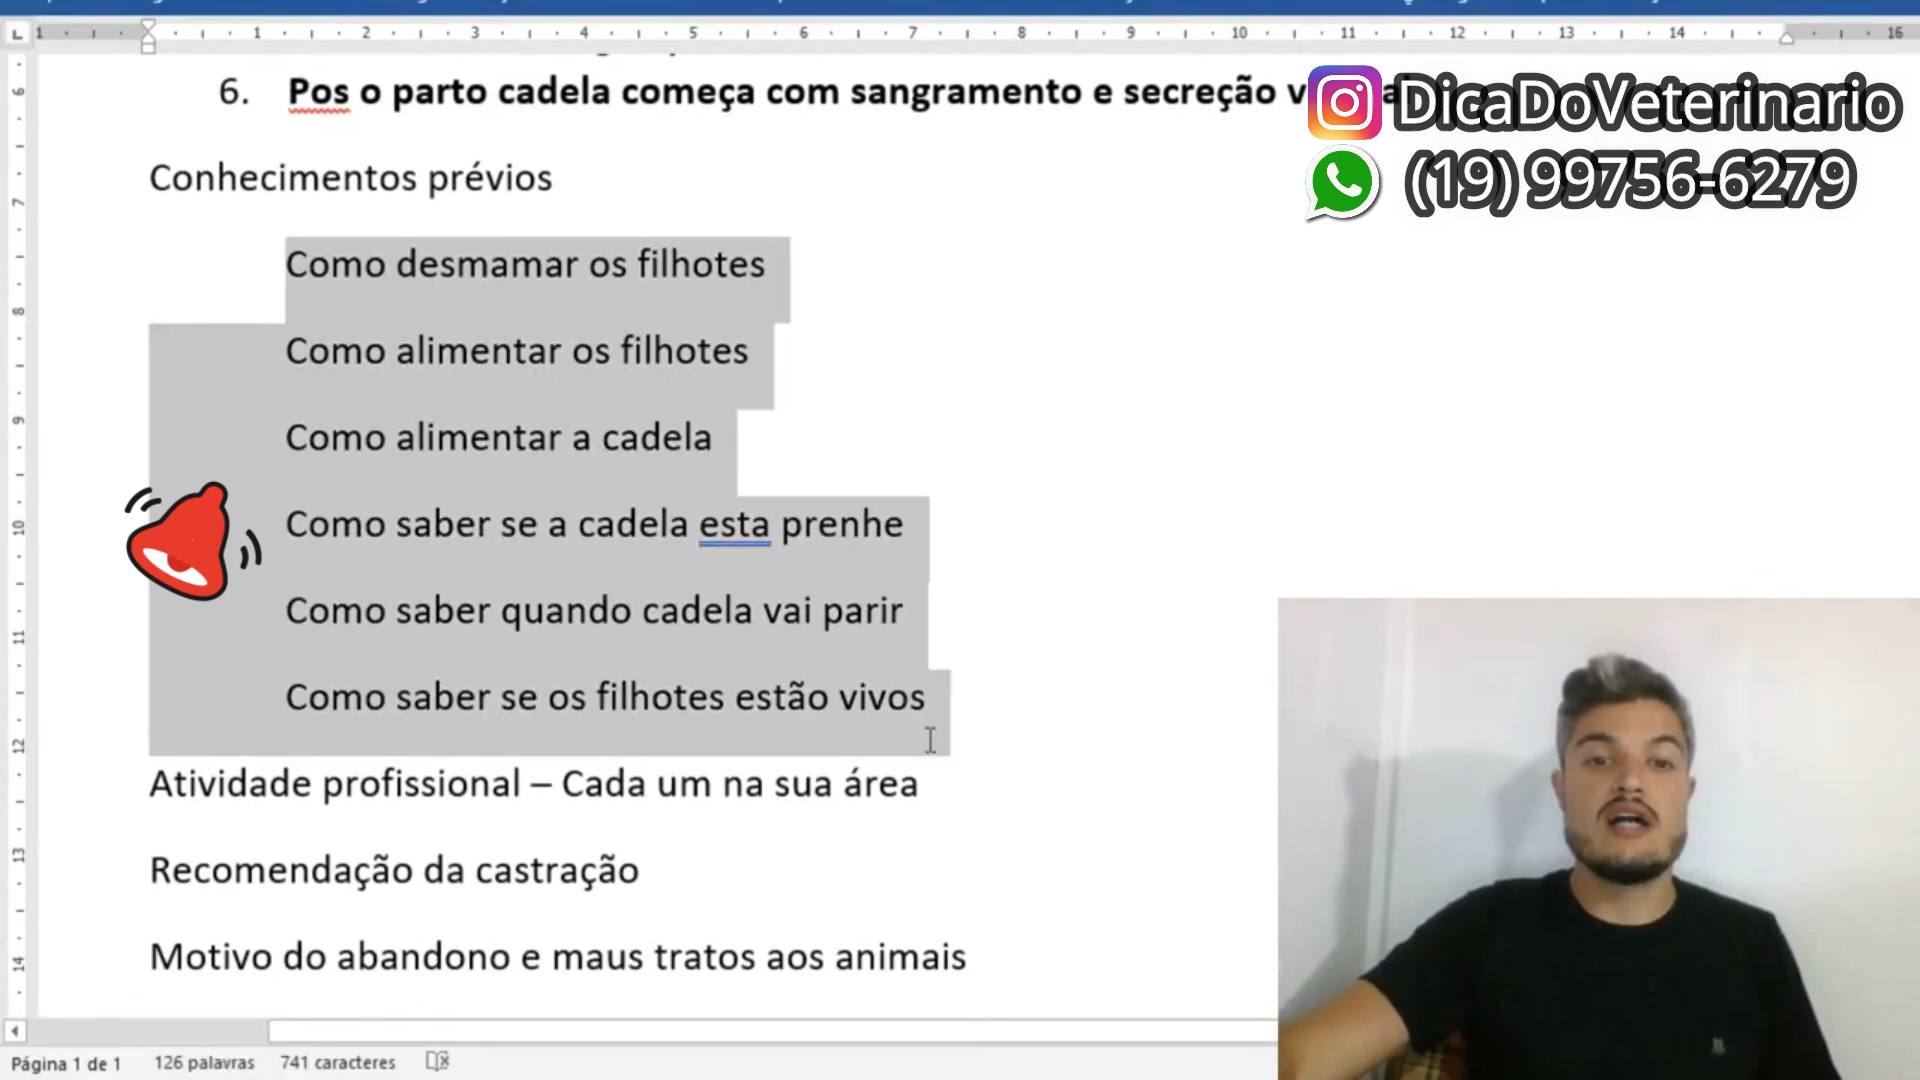 6. Pos o parto cadela começa com sangramento e secreção
DicaDoVeterinario
(19) 99756-6279
Conhecimentos prévios
Como desmamar os filhotes
Como alimentar os filhotes
Como alimentar a cadela
Como saber se a cadela esta prenhe
Como saber quando cadela vai parir
Como saber se os filhotes estão vivos
Atividade profissional – Cada um na sua área
Recomendação da castração
Motivo do abandono e maus tratos aos animais
Página 1 de 1 126 palavras 741 caracteres